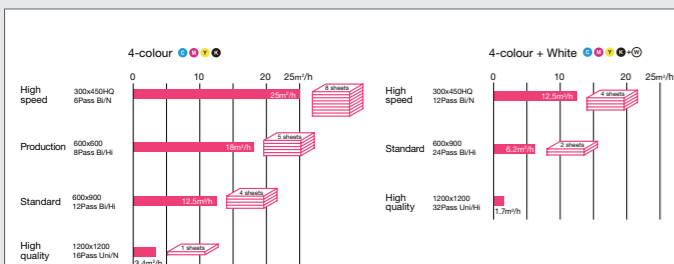 4-colour C M Y K
0 10 20 25m²/h
High speed 300x450HQ 6Pass Bi/N 25m²/h 8 sheets
Production 600x600 8Pass Bi/Hi 18m²/h 5 sheets
Standard 600x900 12Pass Bi/Hi 12.5m²/h 4 sheets
High quality 1200x1200 16Pass Uni/N 3.4m²/h 1 sheets
4-colour + White C M Y K + W
0 10 20 25m²/h
High speed 300x450HQ 12Pass Bi/N 12.5m²/h 4 sheets
Standard 600x900 24Pass Bi/Hi 6.2m²/h 2 sheets
High quality 1200x1200 32Pass Uni/Hi 1.7m²/h